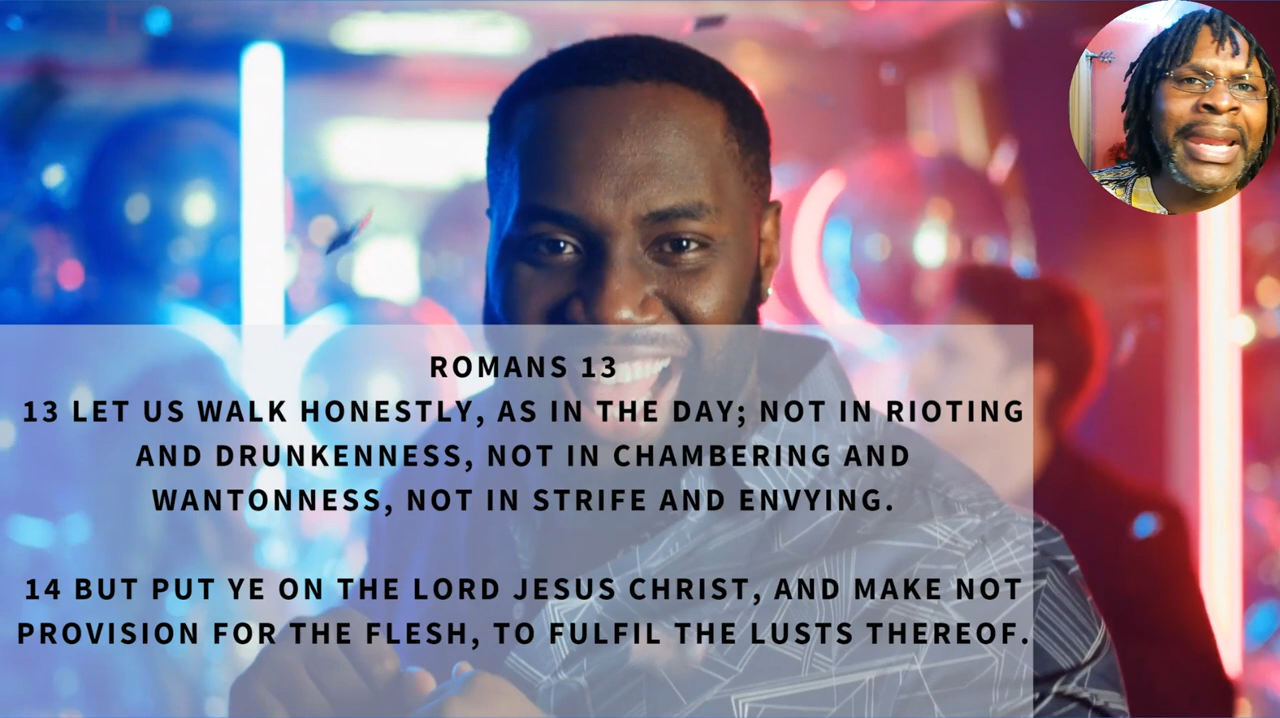 ROMANS 13
13 LET US WALK HONESTLY, AS IN THE DAY; NOT IN RIOTING
AND DRUNKENNESS, NOT IN CHAMBERING AND
WANTONNESS, NOT IN STRIFE AND ENVYING.
14 BUT PUT YE ON THE LORD JESUS CHRIST, AND MAKE NOT
PROVISION FOR THE FLESH, TO FULFIL THE LUSTS THEREOF.